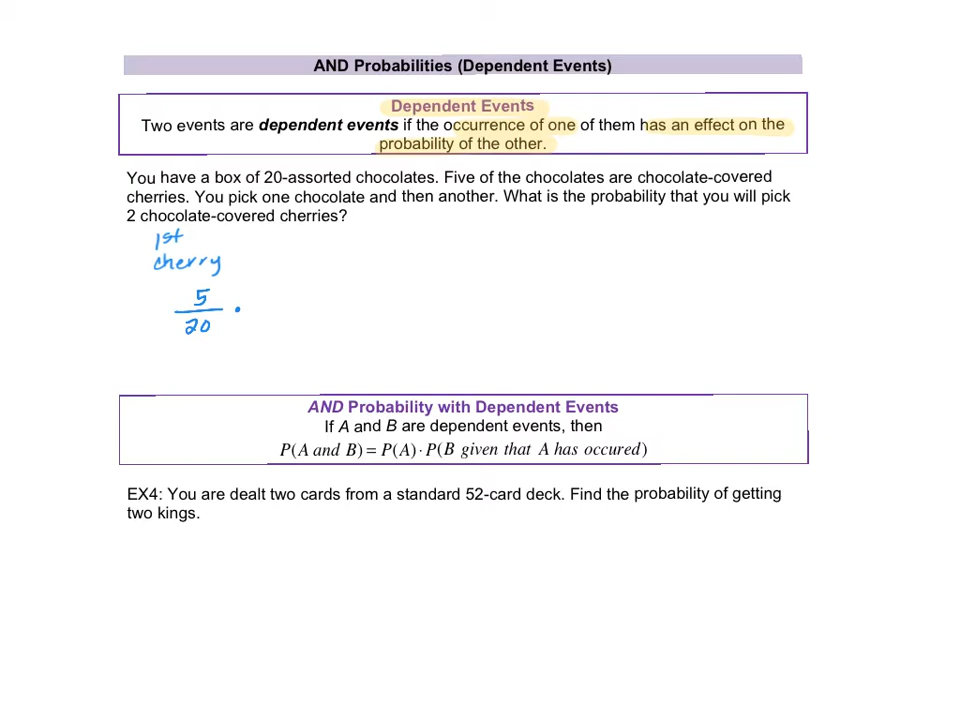 AND Probabilities (Dependent Events)
Dependent Events
Two events are dependent events if the occurrence of one of them has an effect on the
probability of the other.
You have a box of 20-assorted chocolates. Five of the chocolates are chocolate-covered
cherries. You pick one chocolate and then another. What is the probability that you will pick
2 chocolate-covered cherries?
1st
cherry
5
20 ·
AND Probability with Dependent Events
If A and B are dependent events, then
P(A and B) = P(A) · P(B given that A has occured)
EX4: You are dealt two cards from a standard 52-card deck. Find the probability of getting
two kings.